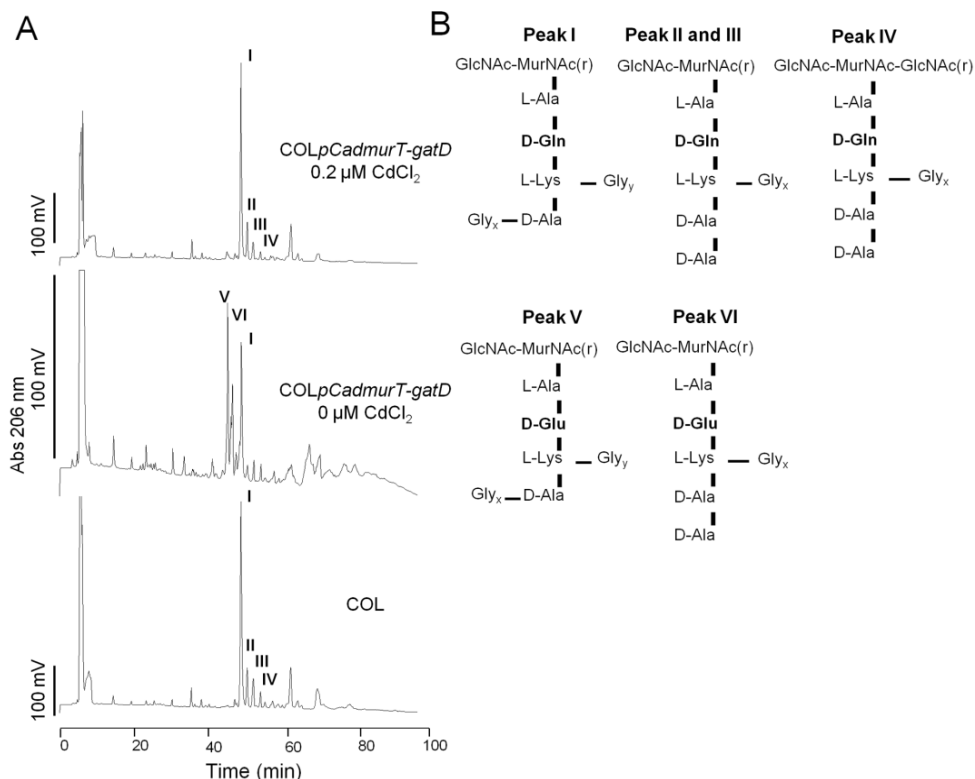 A
I
COLpCadmurT-gatD
0.2 µM CdCl₂
II
III
IV
100 mV
V
VI
I
COLpCadmurT-gatD
0 µM CdCl₂
100 mV
Abs 206 nm
I
COL
II
III
IV
100 mV
0 20 40 60 80 100
Time (min)
B
Peak I
GlcNAc-MurNAc(r)
L-Ala
D-Gln
L-Lys Glyᵧ
Glyₓ D-Ala
Peak II and III
GlcNAc-MurNAc(r)
L-Ala
D-Gln
L-Lys Glyₓ
D-Ala
D-Ala
Peak IV
GlcNAc-MurNAc-GlcNAc(r)
L-Ala
D-Gln
L-Lys Glyₓ
D-Ala
D-Ala
Peak V
GlcNAc-MurNAc(r)
L-Ala
D-Glu
L-Lys Glyᵧ
Glyₓ D-Ala
Peak VI
GlcNAc-MurNAc(r)
L-Ala
D-Glu
L-Lys Glyₓ
D-Ala
D-Ala